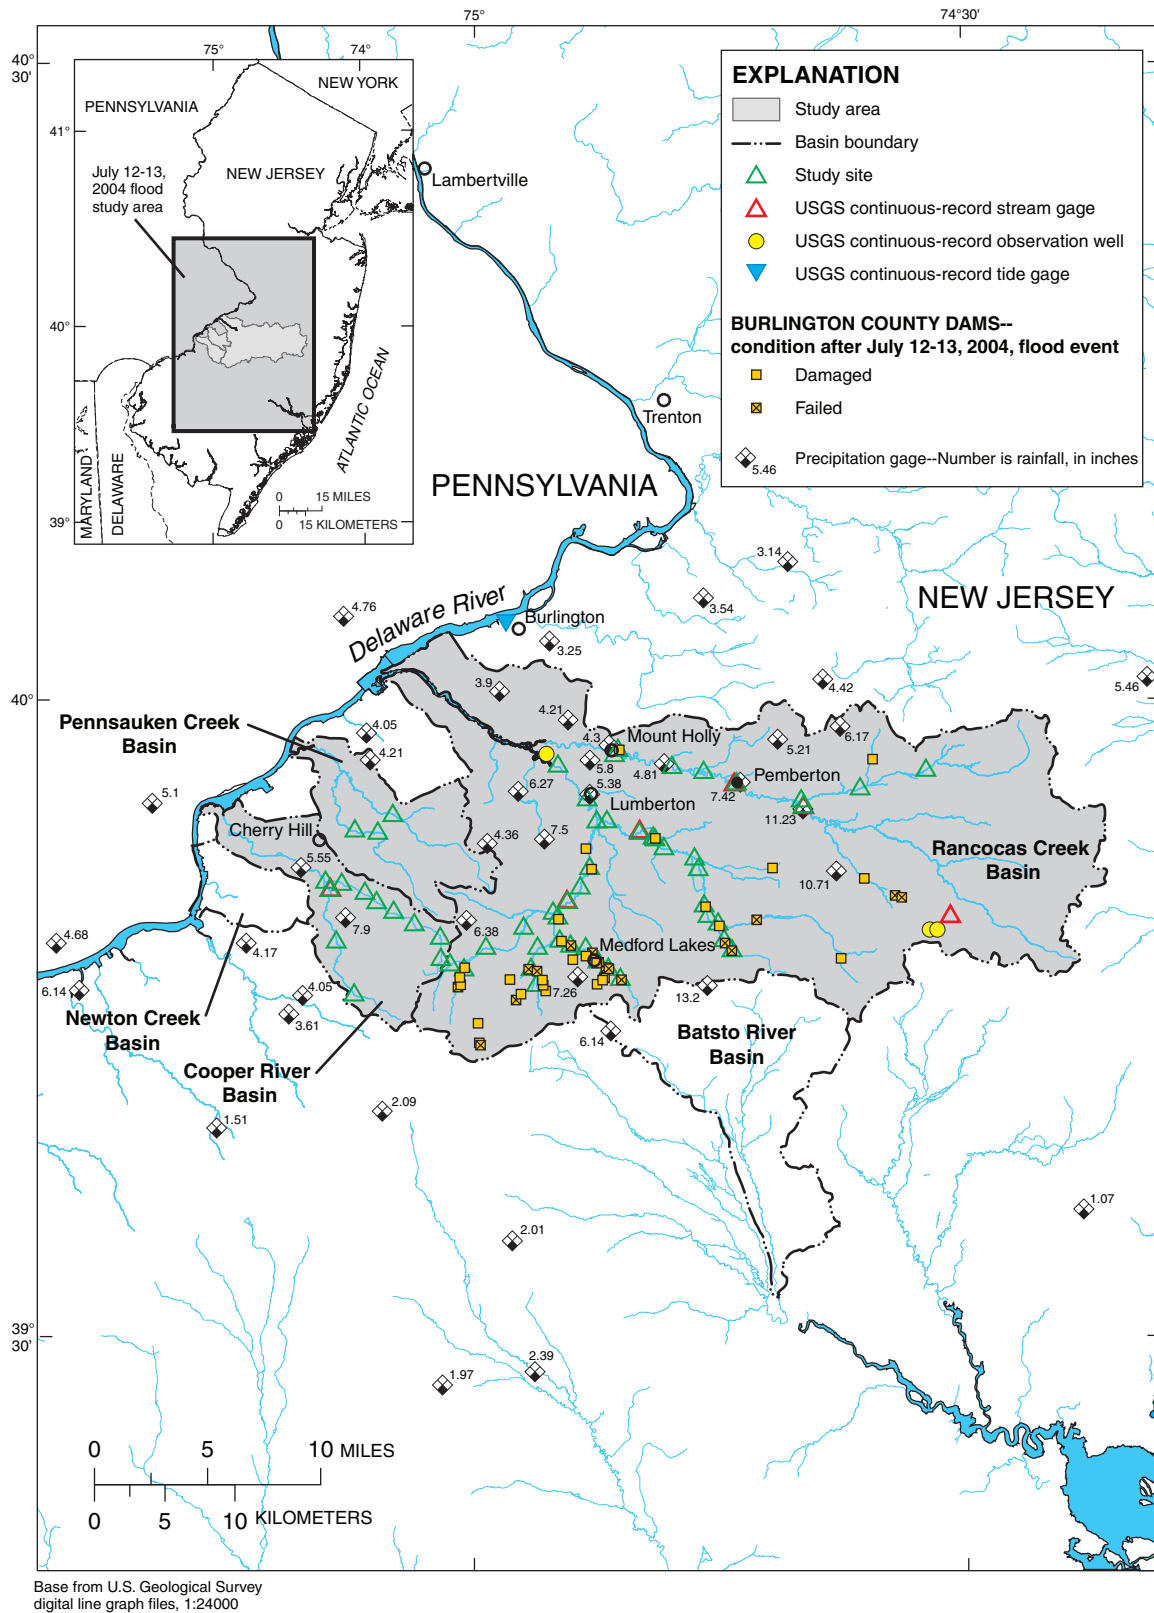 75°
74°30'
40°
30'
75°
74°
NEW YORK
PENNSYLVANIA
41°
NEW JERSEY
July 12-13,
2004 flood
study area
40°
ATLANTIC OCEAN
MARYLAND
DELAWARE
0 15 MILES
0 15 KILOMETERS
39°
EXPLANATION
Study area
Basin boundary
Study site
USGS continuous-record stream gage
USGS continuous-record observation well
USGS continuous-record tide gage
BURLINGTON COUNTY DAMS--
condition after July 12-13, 2004, flood event
Damaged
Failed
5.46
Precipitation gage--Number is rainfall, in inches
Lambertville
Trenton
PENNSYLVANIA
3.14
3.54
NEW JERSEY
4.76
Delaware River
Burlington
3.25
3.9
4.42
5.46
40°
4.21
6.17
Pennsauken Creek
Basin
4.05
4.21
4.3
Mount Holly
5.21
5.8
4.81
Pemberton
6.27
5.38
7.42
5.1
Lumberton
11.23
Cherry Hill
4.36
7.5
Rancocas Creek
Basin
5.55
10.71
7.9
6.38
4.68
4.17
Medford Lakes
6.14
4.05
7.26
13.2
3.61
Newton Creek
Basin
6.14
Batsto River
Basin
Cooper River
Basin
2.09
1.51
1.07
2.01
39°
30'
2.39
1.97
0 5 10 MILES
0 5 10 KILOMETERS
Base from U.S. Geological Survey
digital line graph files, 1:24000